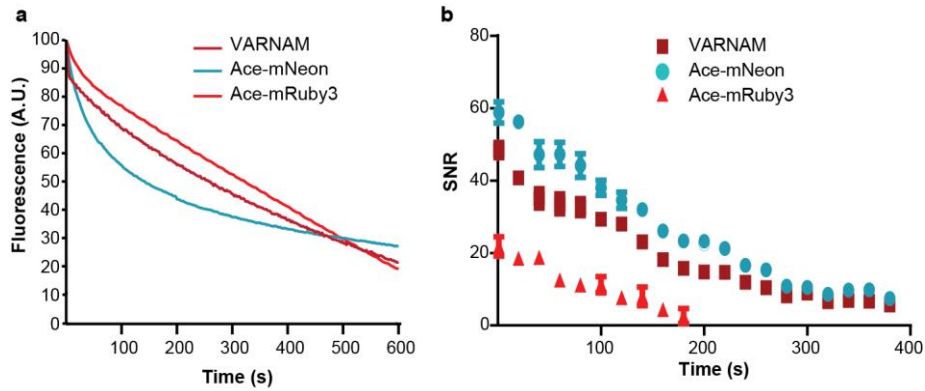 a
Fluorescence (A.U.)
100
90
80
70
60
50
40
30
20
10
0
VARNAM
Ace-mNeon
Ace-mRuby3
100 200 300 400 500 600
Time (s)
b
SNR
80
60
40
20
0
VARNAM
Ace-mNeon
Ace-mRuby3
100 200 300 400
Time (s)